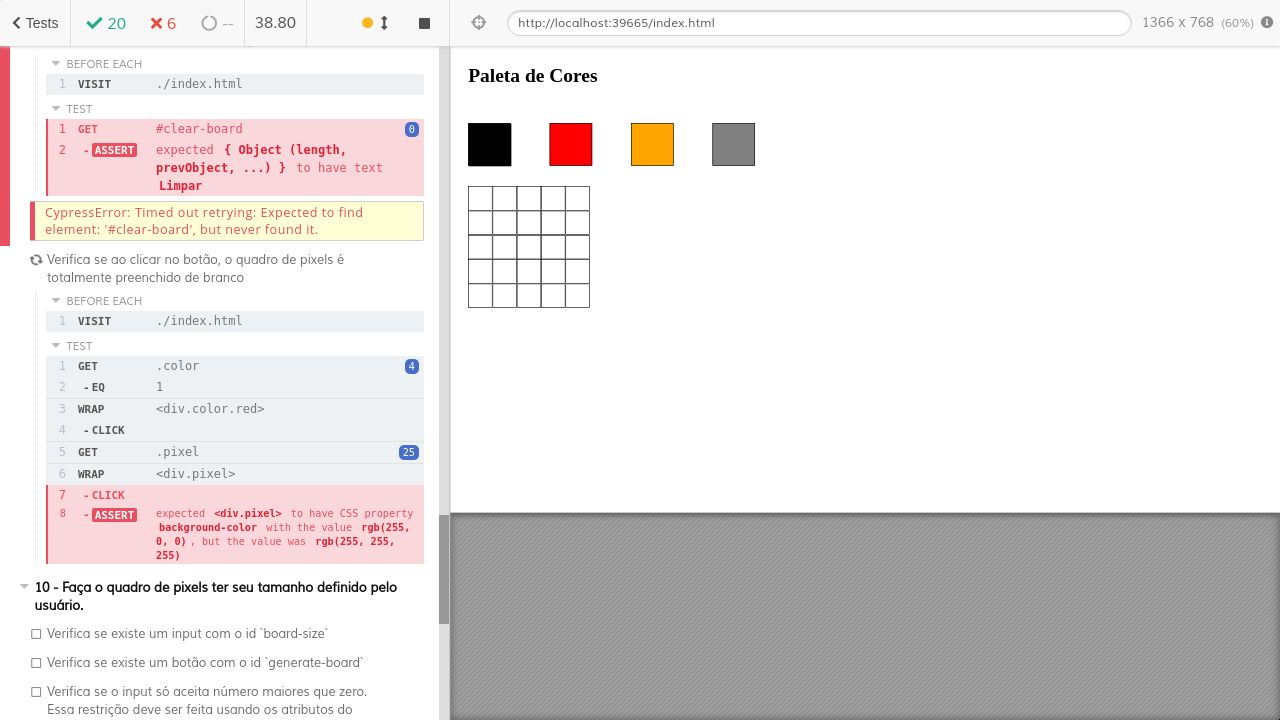 Tests
20
6
--
38.80
http://localhost:39665/index.html
1366 x 768 (60%)
BEFORE EACH
1 VISIT ./index.html
TEST
1 GET #clear-board 0
2 - ASSERT expected { Object (length,
prevObject, ...) } to have text
Limpar
CypressError: Timed out retrying: Expected to find
element: '#clear-board', but never found it.
Verifica se ao clicar no botão, o quadro de pixels é
totalmente preenchido de branco
BEFORE EACH
1 VISIT ./index.html
TEST
1 GET .color 4
2 - EQ 1
3 WRAP <div.color.red>
4 - CLICK
5 GET .pixel 25
6 WRAP <div.pixel>
7 - CLICK
8 - ASSERT expected <div.pixel> to have CSS property
background-color with the value rgb(255,
0, 0), but the value was rgb(255, 255,
255)
10 - Faça o quadro de pixels ter seu tamanho definido pelo
usuário.
Verifica se existe um input com o id `board-size`
Verifica se existe um botão com o id `generate-board`
Verifica se o input só aceita número maiores que zero.
Essa restrição deve ser feita usando os atributos do
Paleta de Cores